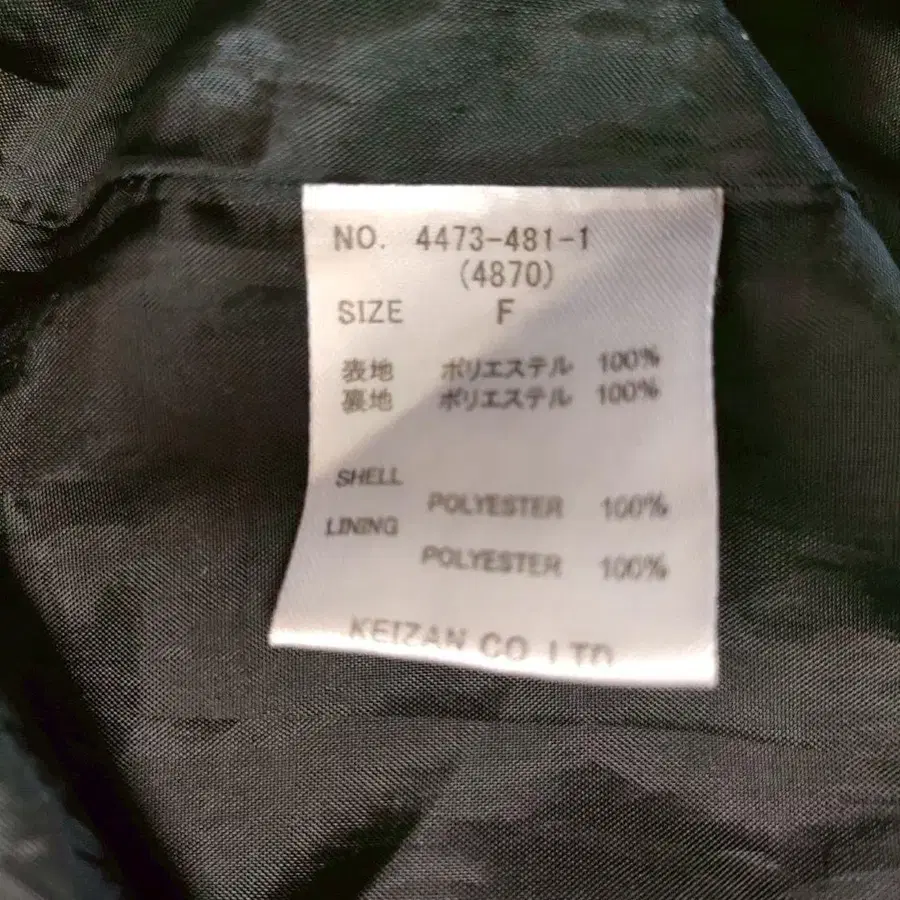 NO. 4473-481-1
(4870)
SIZE F
表地 ポリエステル 100%
裏地 ポリエステル 100%
SHELL
POLYESTER 100%
LINING
POLYESTER 100%
KEIZAN CO LTD